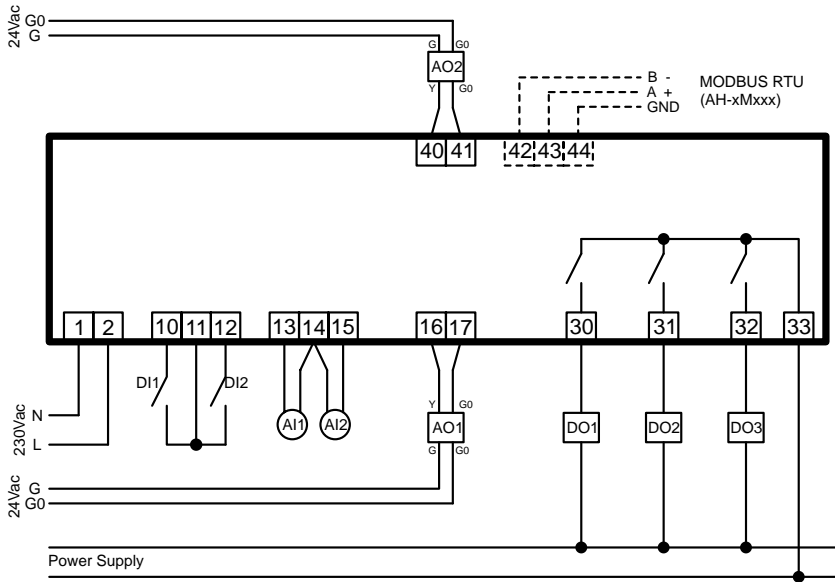 24Vac
G0
G
G G0
AO2
Y G0
B -
A +
GND
MODBUS RTU
(AH-xMxxx)
40 41
42 43 44
1 2
10 11 12
13 14 15
16 17
30
31
32
33
DI1
DI2
230Vac
N
L
AI1
AI2
Y G0
AO1
G G0
DO1
DO2
DO3
24Vac
G
G0
Power Supply